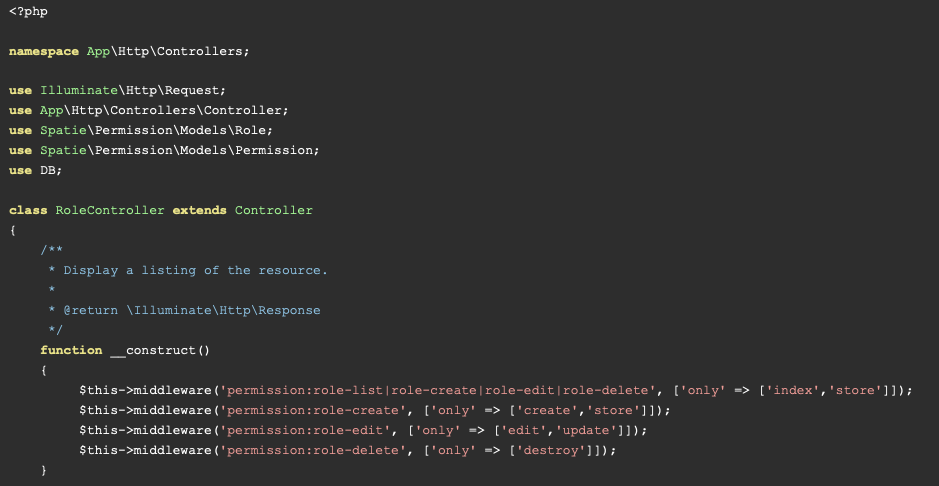 <?php
namespace App\Http\Controllers;
use Illuminate\Http\Request;
use App\Http\Controllers\Controller;
use Spatie\Permission\Models\Role;
use Spatie\Permission\Models\Permission;
use DB;
class RoleController extends Controller
{
/**
* Display a listing of the resource.
*
* @return \Illuminate\Http\Response
*/
function __construct()
{
$this->middleware('permission:role-list|role-create|role-edit|role-delete', ['only' => ['index','store']]);
$this->middleware('permission:role-create', ['only' => ['create','store']]);
$this->middleware('permission:role-edit', ['only' => ['edit','update']]);
$this->middleware('permission:role-delete', ['only' => ['destroy']]);
}